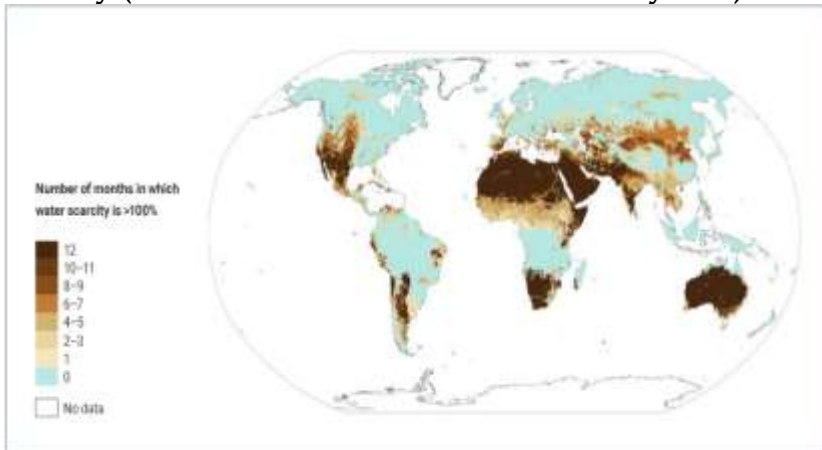 Number of months in which
water scarcity is >100%
12
10–11
8–9
6–7
4–5
2–3
1
0
No data